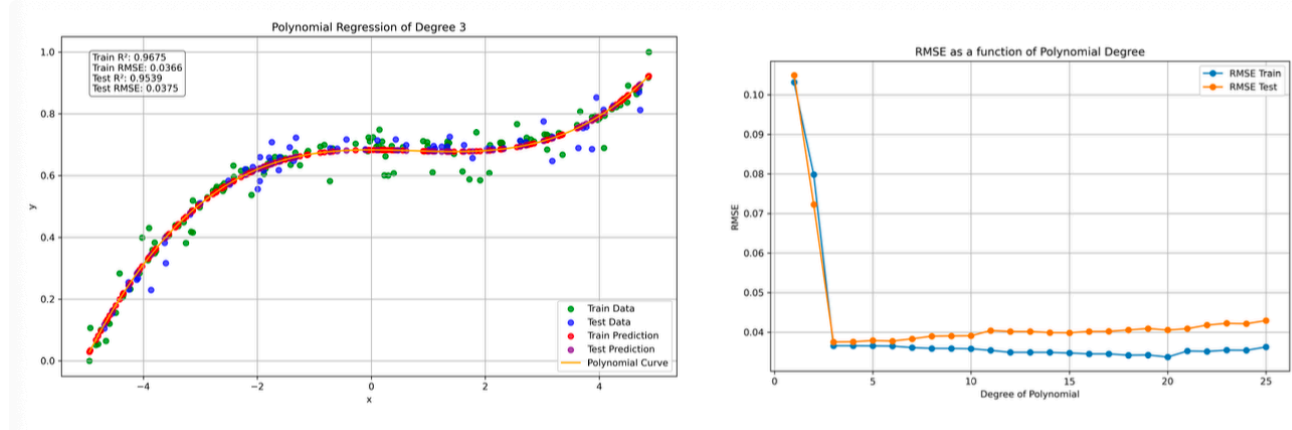 Polynomial Regression of Degree 3
Train R²: 0.9675
Train RMSE: 0.0366
Test R²: 0.9539
Test RMSE: 0.0375
1.0
0.8
0.6
0.4
0.2
0.0
y
−4
−2
0
2
4
x
Train Data
Test Data
Train Prediction
Test Prediction
Polynomial Curve
RMSE as a function of Polynomial Degree
RMSE Train
RMSE Test
0.10
0.09
0.08
0.07
0.06
0.05
0.04
RMSE
0
5
10
15
20
25
Degree of Polynomial